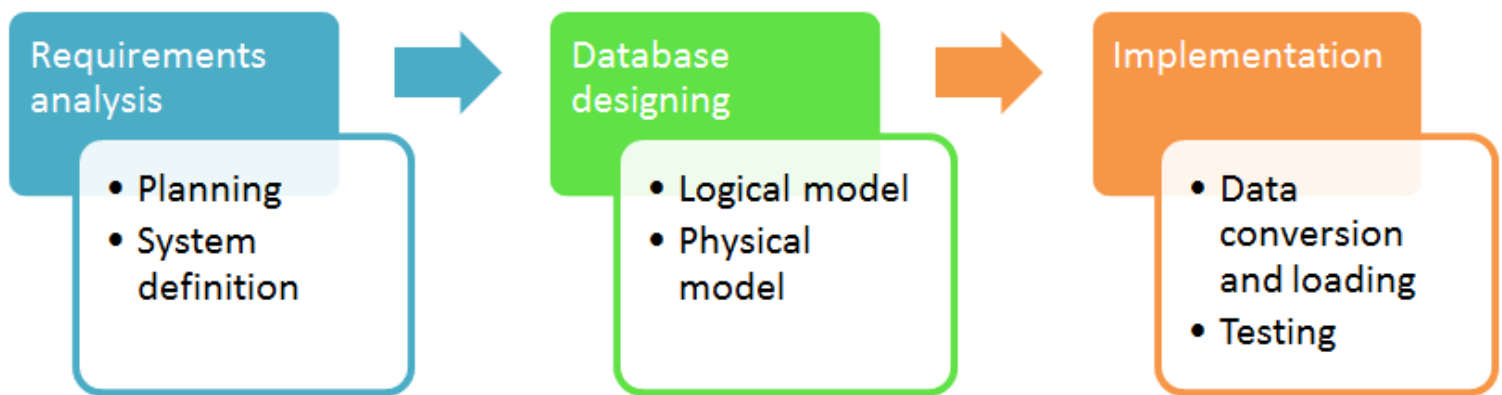 Requirements
analysis
• Planning
• System
definition
Database
designing
• Logical model
• Physical
model
Implementation
• Data
conversion
and loading
• Testing